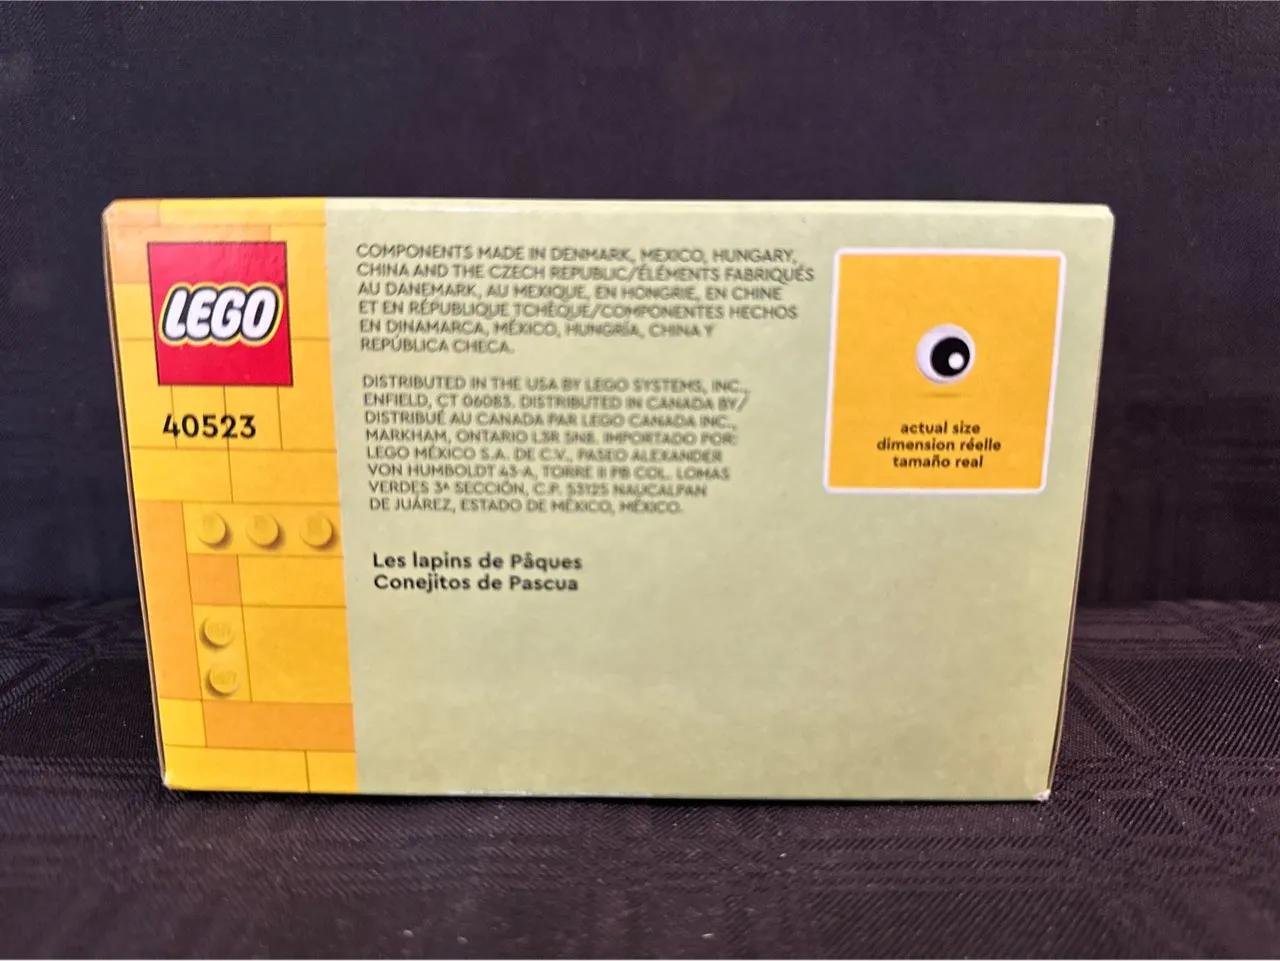 LEGO
40523
COMPONENTS MADE IN DENMARK, MEXICO, HUNGARY,
CHINA AND THE CZECH REPUBLIC/ÉLÉMENTS FABRIQUÉS
AU DANEMARK, AU MEXIQUE, EN HONGRIE, EN CHINE
ET EN RÉPUBLIQUE TCHÈQUE/COMPONENTES HECHOS
EN DINAMARCA, MÉXICO, HUNGRÍA, CHINA Y
REPÚBLICA CHECA.
DISTRIBUTED IN THE USA BY LEGO SYSTEMS, INC.,
ENFIELD, CT 06083. DISTRIBUTED IN CANADA BY/
DISTRIBUÉ AU CANADA PAR LEGO CANADA INC.,
MARKHAM, ONTARIO L3R 5N8. IMPORTADO POR:
LEGO MÉXICO S.A. DE C.V., PASEO ALEXANDER
VON HUMBOLDT 43-A, TORRE II PB COL. LOMAS
VERDES 3ª SECCIÓN, C.P. 53125 NAUCALPAN
DE JUÁREZ, ESTADO DE MÉXICO, MÉXICO.
Les lapins de Pâques
Conejitos de Pascua
actual size
dimension réelle
tamaño real